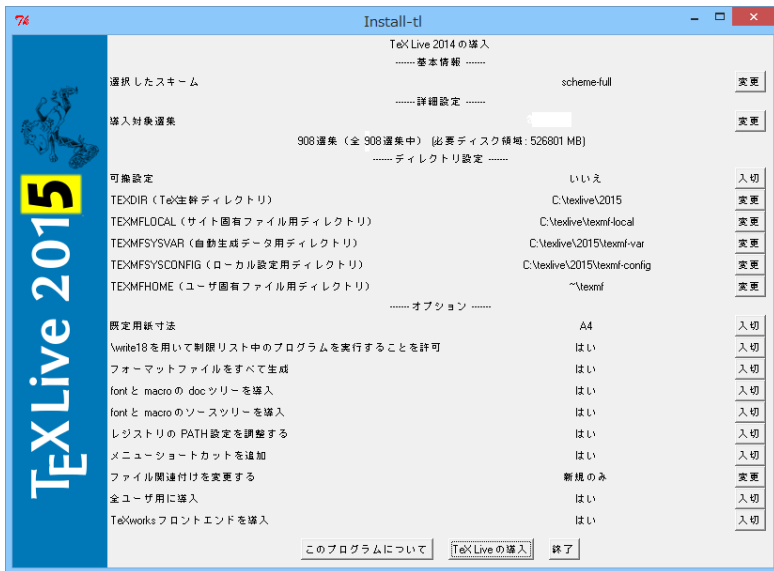 Install-tl
TeX Live 2014 の導入
------- 基本情報 -------
選択したスキーム scheme-full 変更
------- 詳細設定 -------
導入対象選集 変更
908選集 (全 908選集中) (必要ディスク領域: 526801 MB)
------- ディレクトリ設定 -------
可搬設定 いいえ 入切
TEXDIR (TeX主幹ディレクトリ) C:\texlive\2015 変更
TEXMFLOCAL (サイト固有ファイル用ディレクトリ) C:\texlive\texmf-local 変更
TEXMFSYSVAR (自動生成データ用ディレクトリ) C:\texlive\2015\texmf-var 変更
TEXMFSYSCONFIG (ローカル設定用ディレクトリ) C:\texlive\2015\texmf-config 変更
TEXMFHOME (ユーザ固有ファイル用ディレクトリ) ~\texmf 変更
------- オプション -------
既定用紙寸法 A4 入切
\write18 を用いて制限リスト中のプログラムを実行することを許可 はい 入切
フォーマットファイルをすべて生成 はい 入切
font と macro の doc ツリーを導入 はい 入切
font と macro のソースツリーを導入 はい 入切
レジストリの PATH 設定を調整する はい 入切
メニューショートカットを追加 はい 入切
ファイル関連付けを変更する 新規のみ 変更
全ユーザ用に導入 はい 入切
TeXworks フロントエンドを導入 はい 入切
このプログラムについて TeX Live の導入 終了
TEX Live 2015